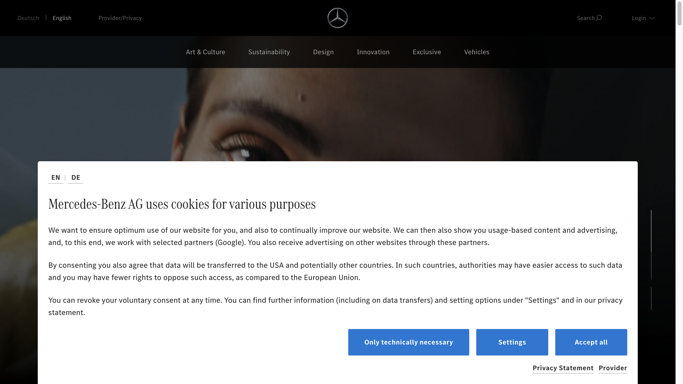 Deutsch
English
Provider/Privacy
Search
Login
Art & Culture
Sustainability
Design
Innovation
Exclusive
Vehicles
EN
DE
Mercedes-Benz AG uses cookies for various purposes
We want to ensure optimum use of our website for you, and also to continually improve our website. We can then also show you usage-based content and advertising,
and, to this end, we work with selected partners (Google). You also receive advertising on other websites through these partners.
By consenting you also agree that data will be transferred to the USA and potentially other countries. In such countries, authorities may have easier access to such data
and you may have fewer rights to oppose such access, as compared to the European Union.
You can revoke your voluntary consent at any time. You can find further information (including on data transfers) and setting options under "Settings" and in our privacy
statement.
Only technically necessary
Settings
Accept all
Privacy Statement
Provider